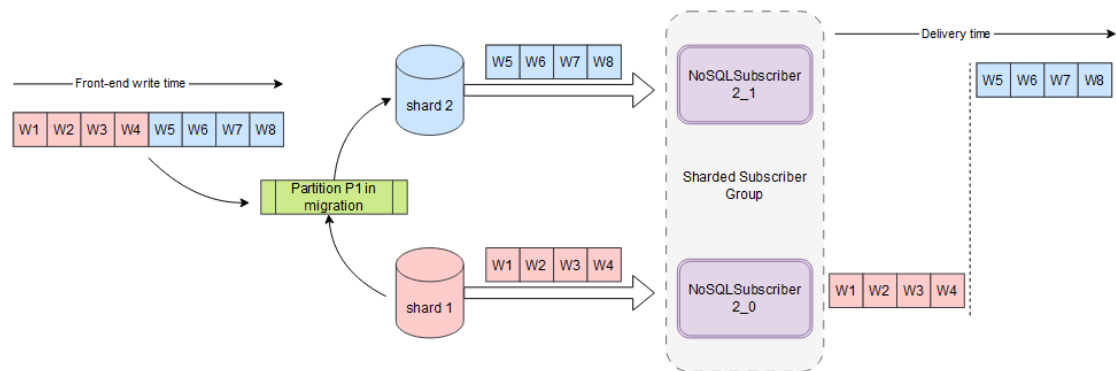 Front-end write time
W1 W2 W3 W4 W5 W6 W7 W8
Partition P1 in
migration
shard 2
W5 W6 W7 W8
shard 1
W1 W2 W3 W4
NoSQLSubscriber
2_1
Sharded Subscriber
Group
NoSQLSubscriber
2_0
Delivery time
W5 W6 W7 W8
W1 W2 W3 W4